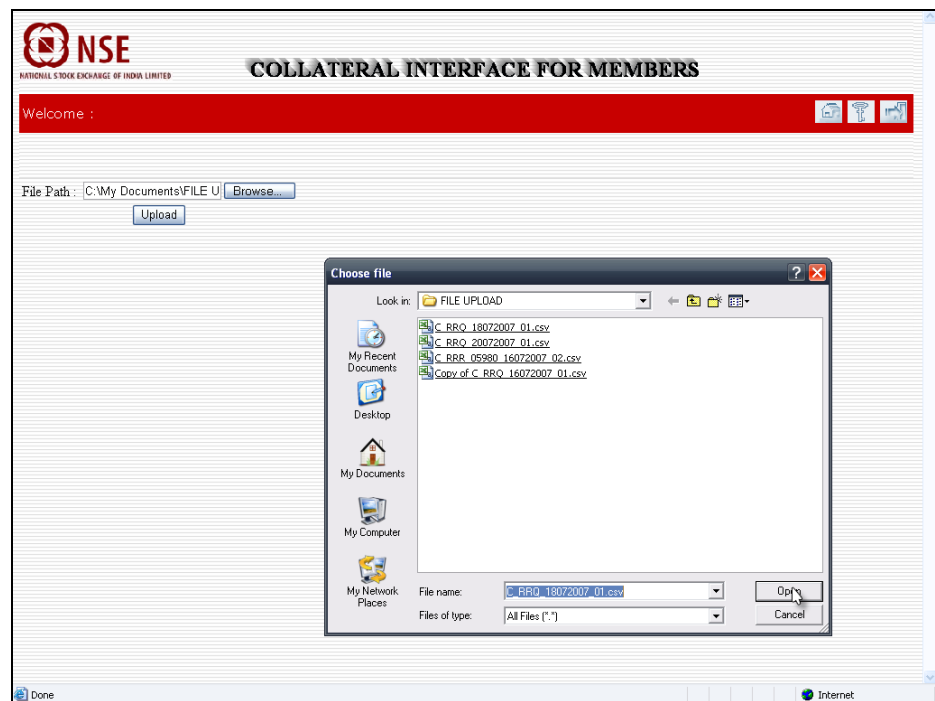 NSE
NATIONAL STOCK EXCHANGE OF INDIA LIMITED
COLLATERAL INTERFACE FOR MEMBERS
Welcome :
File Path : C:\My Documents\FILE U Browse...
Upload
Choose file
Look in: FILE UPLOAD
C_RRQ_18072007_01.csv
C_RRQ_20072007_01.csv
C_RRR_05980_16072007_02.csv
Copy of C_RRQ_16072007_01.csv
My Recent
Documents
Desktop
My Documents
My Computer
My Network
Places
File name: C_RRQ_18072007_01.csv Open
Files of type: All Files (*.*) Cancel
Done Internet